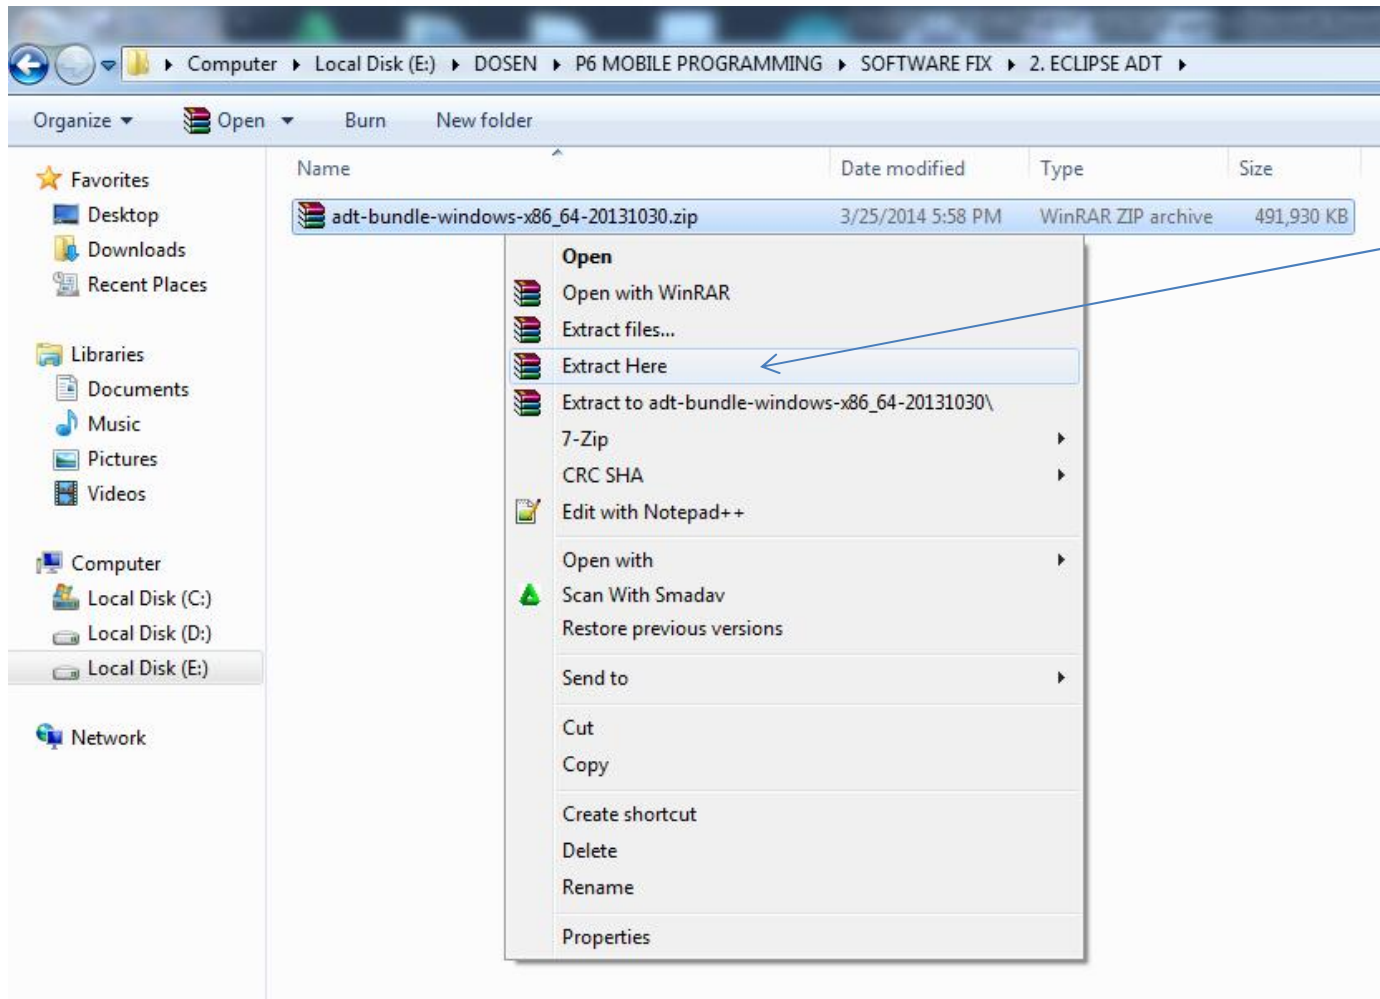 Computer ▸ Local Disk (E:) ▸ DOSEN ▸ P6 MOBILE PROGRAMMING ▸ SOFTWARE FIX ▸ 2. ECLIPSE ADT ▸
Organize Open Burn New folder
Favorites
Desktop
Downloads
Recent Places
Libraries
Documents
Music
Pictures
Videos
Computer
Local Disk (C:)
Local Disk (D:)
Local Disk (E:)
Network
Name Date modified Type Size
adt-bundle-windows-x86_64-20131030.zip 3/25/2014 5:58 PM WinRAR ZIP archive 491,930 KB
Open
Open with WinRAR
Extract files...
Extract Here
Extract to adt-bundle-windows-x86_64-20131030\
7-Zip
CRC SHA
Edit with Notepad++
Open with
Scan With Smadav
Restore previous versions
Send to
Cut
Copy
Create shortcut
Delete
Rename
Properties